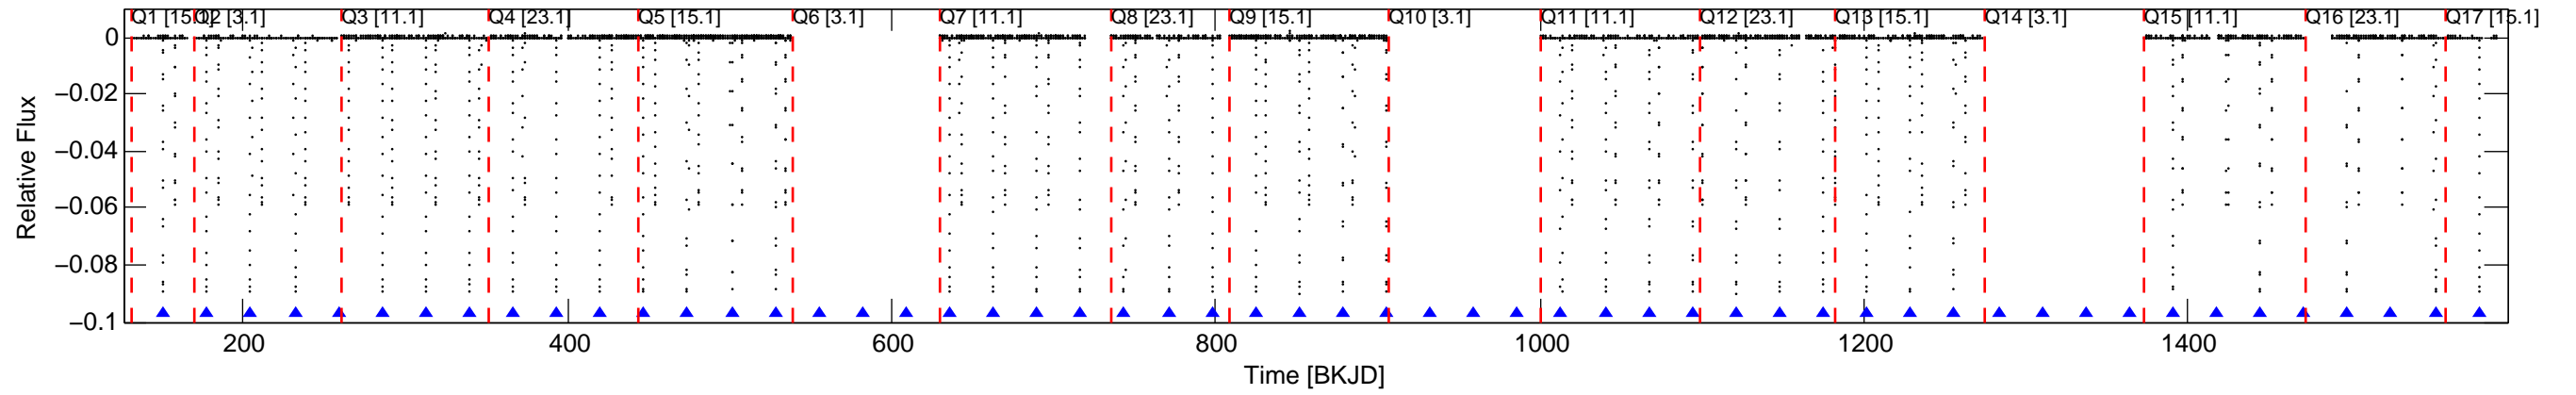 Q1 [15.1] Q2 [3.1] Q3 [11.1] Q4 [23.1] Q5 [15.1] Q6 [3.1] Q7 [11.1] Q8 [23.1] Q9 [15.1] Q10 [3.1] Q11 [11.1] Q12 [23.1] Q13 [15.1] Q14 [3.1] Q15 [11.1] Q16 [23.1] Q17 [15.1]
0
−0.02
−0.04
−0.06
−0.08
−0.1
Relative Flux
200 400 600 800 1000 1200 1400
Time [BKJD]